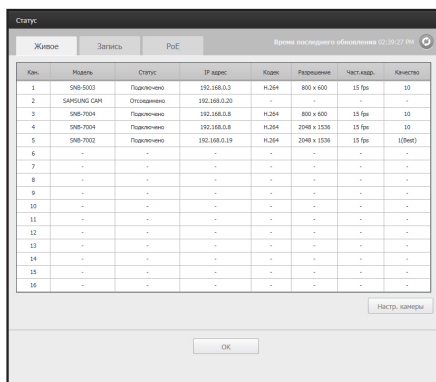 Статус
Живое Запись PoE Время последнего обновления 02:39:27 PM
Кан. Модель Статус IP адрес Кодек Разрешение Част.кадр. Качество
1 SNB-5003 Подключено 192.168.0.3 H.264 800 x 600 15 fps 10
2 SAMSUNG CAM Отсоединено 192.168.0.20 - - - -
3 SNB-7004 Подключено 192.168.0.8 H.264 800 x 600 15 fps 10
4 SNB-7004 Подключено 192.168.0.8 H.264 2048 x 1536 15 fps 10
5 SNB-7002 Подключено 192.168.0.19 H.264 2048 x 1536 15 fps 1(Best)
6 - - - - - - -
7 - - - - - - -
8 - - - - - - -
9 - - - - - - -
10 - - - - - - -
11 - - - - - - -
12 - - - - - - -
13 - - - - - - -
14 - - - - - - -
15 - - - - - - -
16 - - - - - - -
Настр. камеры
OK